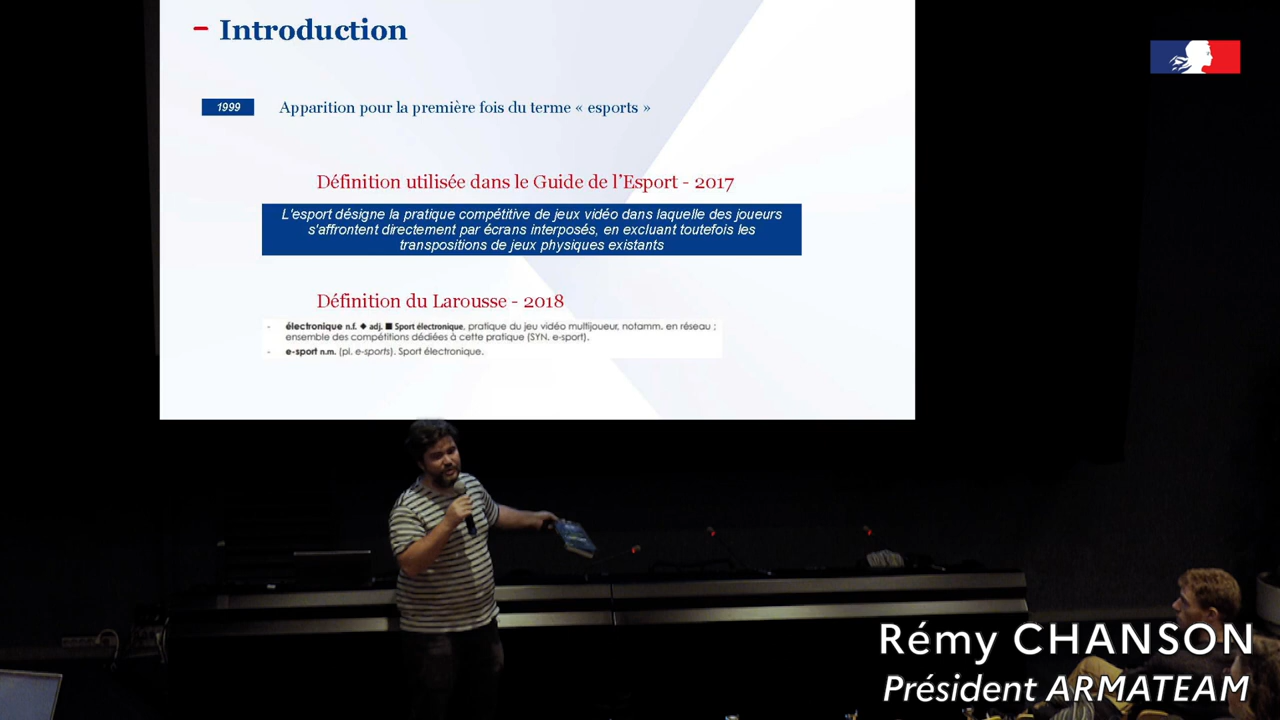 Introduction
1999
Apparition pour la première fois du terme « esports »
Définition utilisée dans le Guide de l'Esport - 2017
L'esport désigne la pratique compétitive de jeux vidéo dans laquelle des joueurs
s'affrontent directement par écrans interposés, en excluant toutefois les
transpositions de jeux physiques existants
Définition du Larousse - 2018
- électronique n.f. ◆ adj. ■ Sport électronique, pratique du jeu vidéo multijoueur, notamm. en réseau ;
ensemble des compétitions dédiées à cette pratique (SYN. e-sport).
- e-sport n.m. (pl. e-sports). Sport électronique.
Rémy CHANSON
Président ARMATEAM